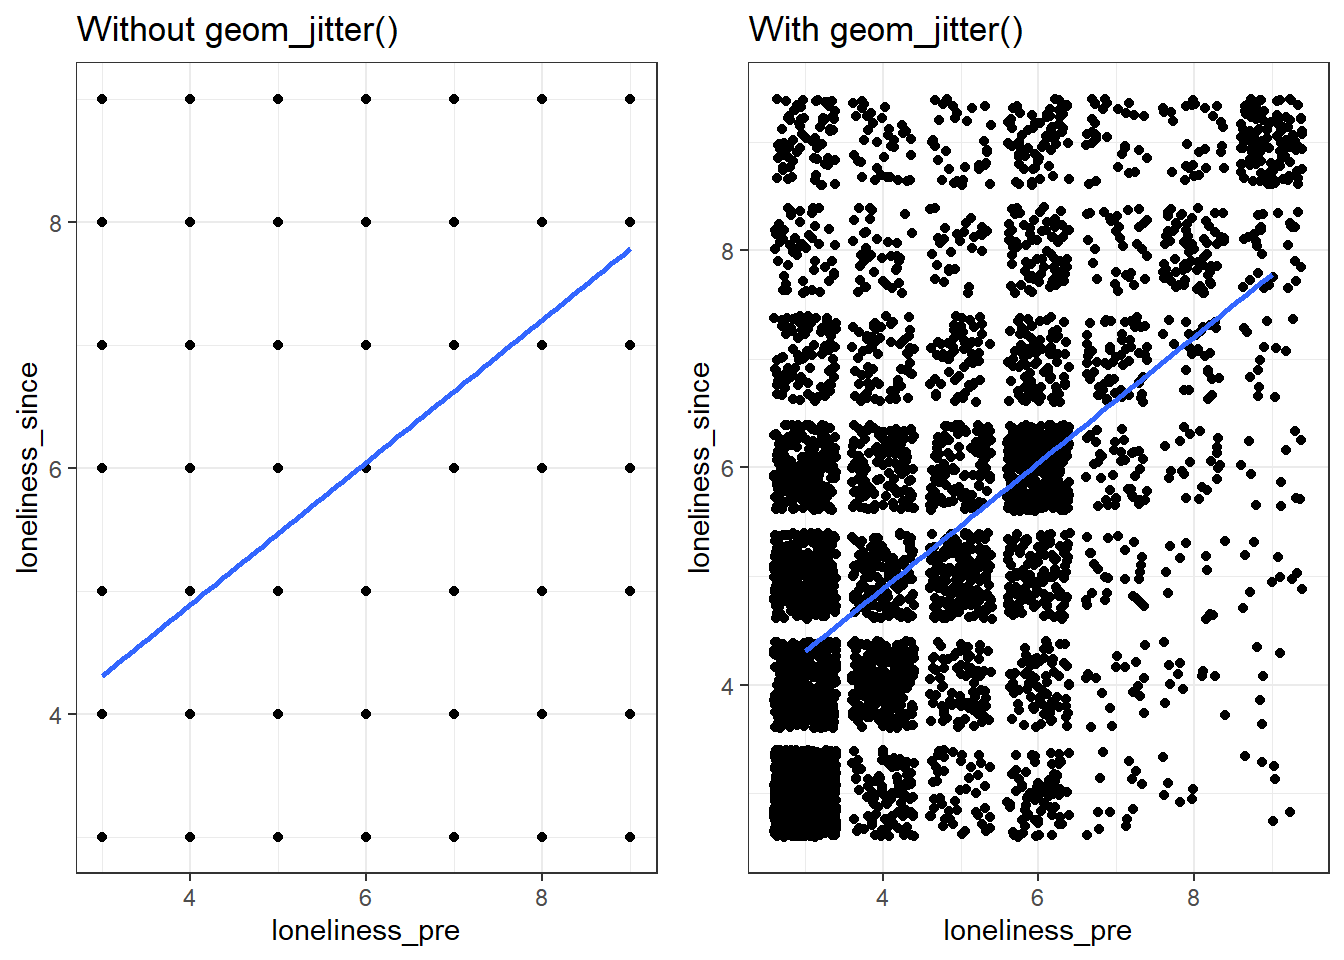 Without geom_jitter()
loneliness_since
8
6
4
4 6 8
loneliness_pre
With geom_jitter()
loneliness_since
8
6
4
4 6 8
loneliness_pre